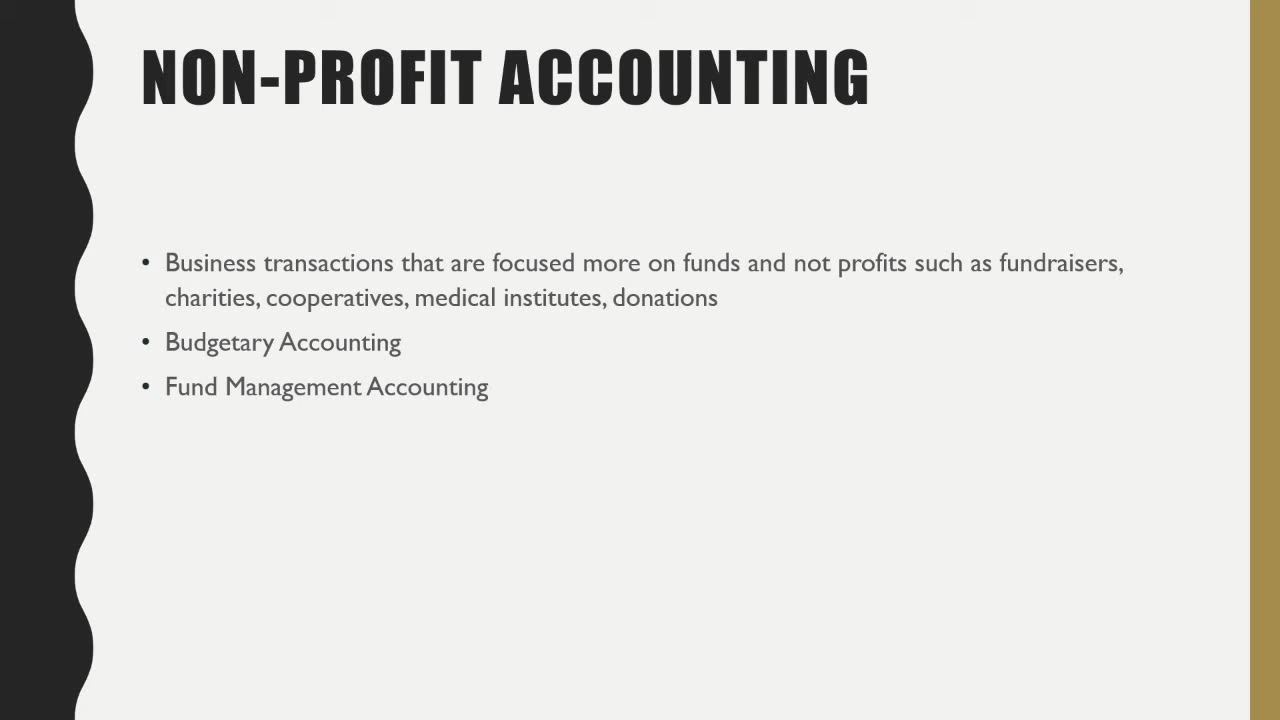 NON-PROFIT ACCOUNTING
• Business transactions that are focused more on funds and not profits such as fundraisers,
charities, cooperatives, medical institutes, donations
• Budgetary Accounting
• Fund Management Accounting